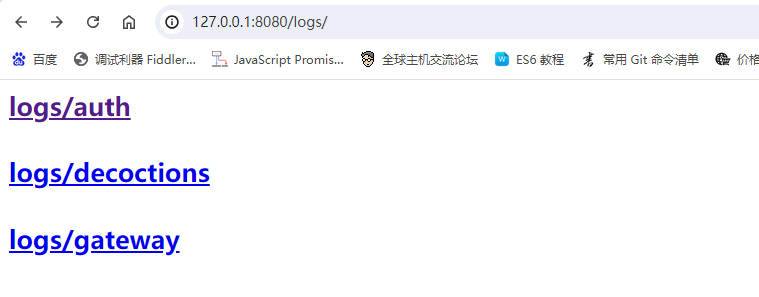 127.0.0.1:8080/logs/
百度 调试利器 Fiddler... JavaScript Promis... 全球主机交流论坛 ES6 教程 常用 Git 命令清单 价格
logs/auth
logs/decoctions
logs/gateway